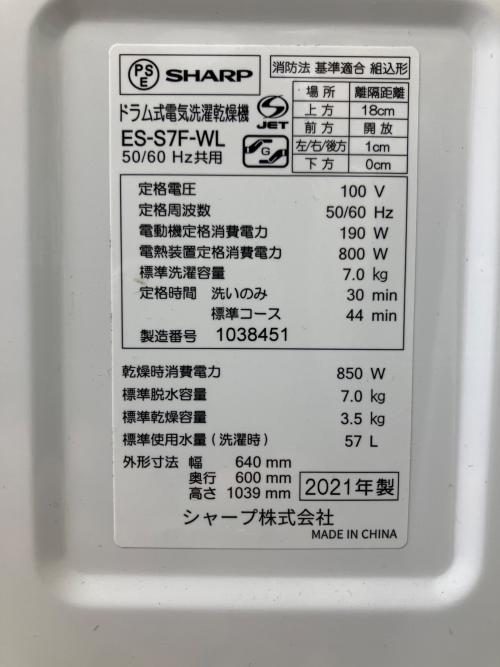 PSE SHARP
消防法 基準適合 組込形
場所 離隔距離
上方 18cm
前方 開放
左/右/後方 1cm
下方 0cm
ドラム式電気洗濯乾燥機
S JET
ES-S7F-WL
G
50/60 Hz共用
定格電圧 100 V
定格周波数 50/60 Hz
電動機定格消費電力 190 W
電熱装置定格消費電力 800 W
標準洗濯容量 7.0 kg
定格時間 洗いのみ 30 min
標準コース 44 min
製造番号 1038451
乾燥時消費電力 850 W
標準脱水容量 7.0 kg
標準乾燥容量 3.5 kg
標準使用水量(洗濯時) 57 L
外形寸法 幅 640 mm
奥行 600 mm
高さ 1039 mm
2021年製
シャープ株式会社
MADE IN CHINA